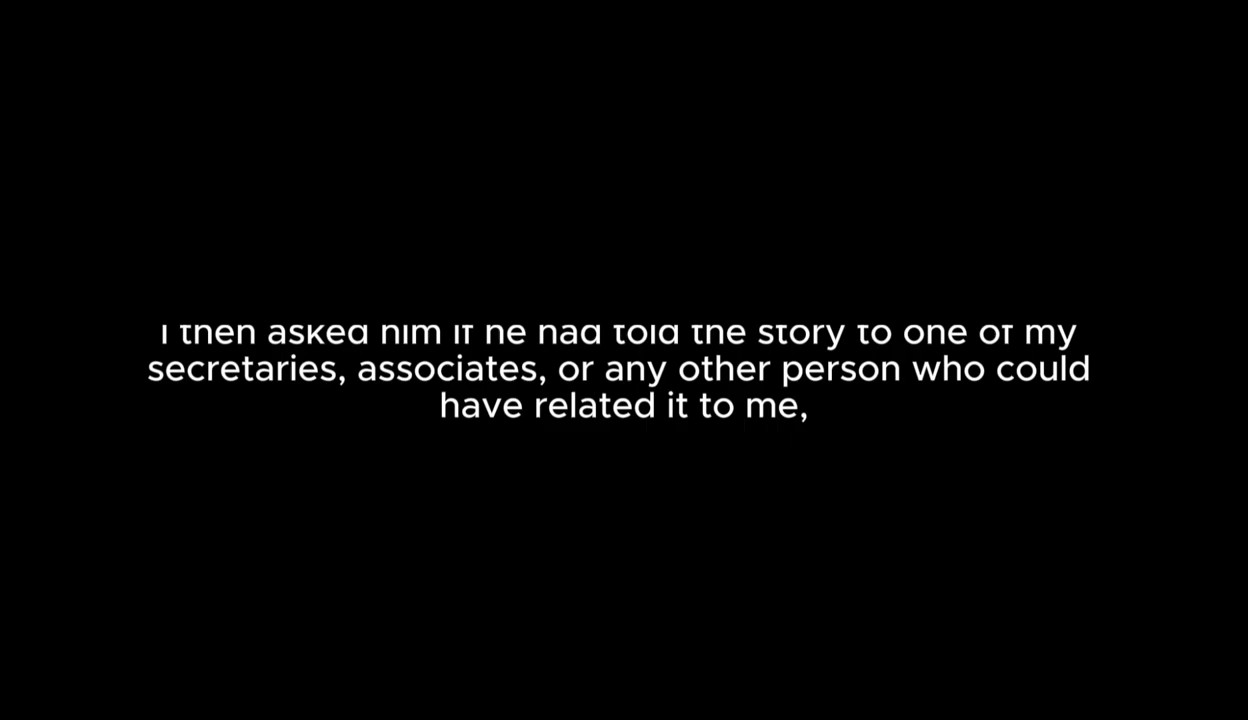 I then asked him if he had told the story to one of my
secretaries, associates, or any other person who could
have related it to me,